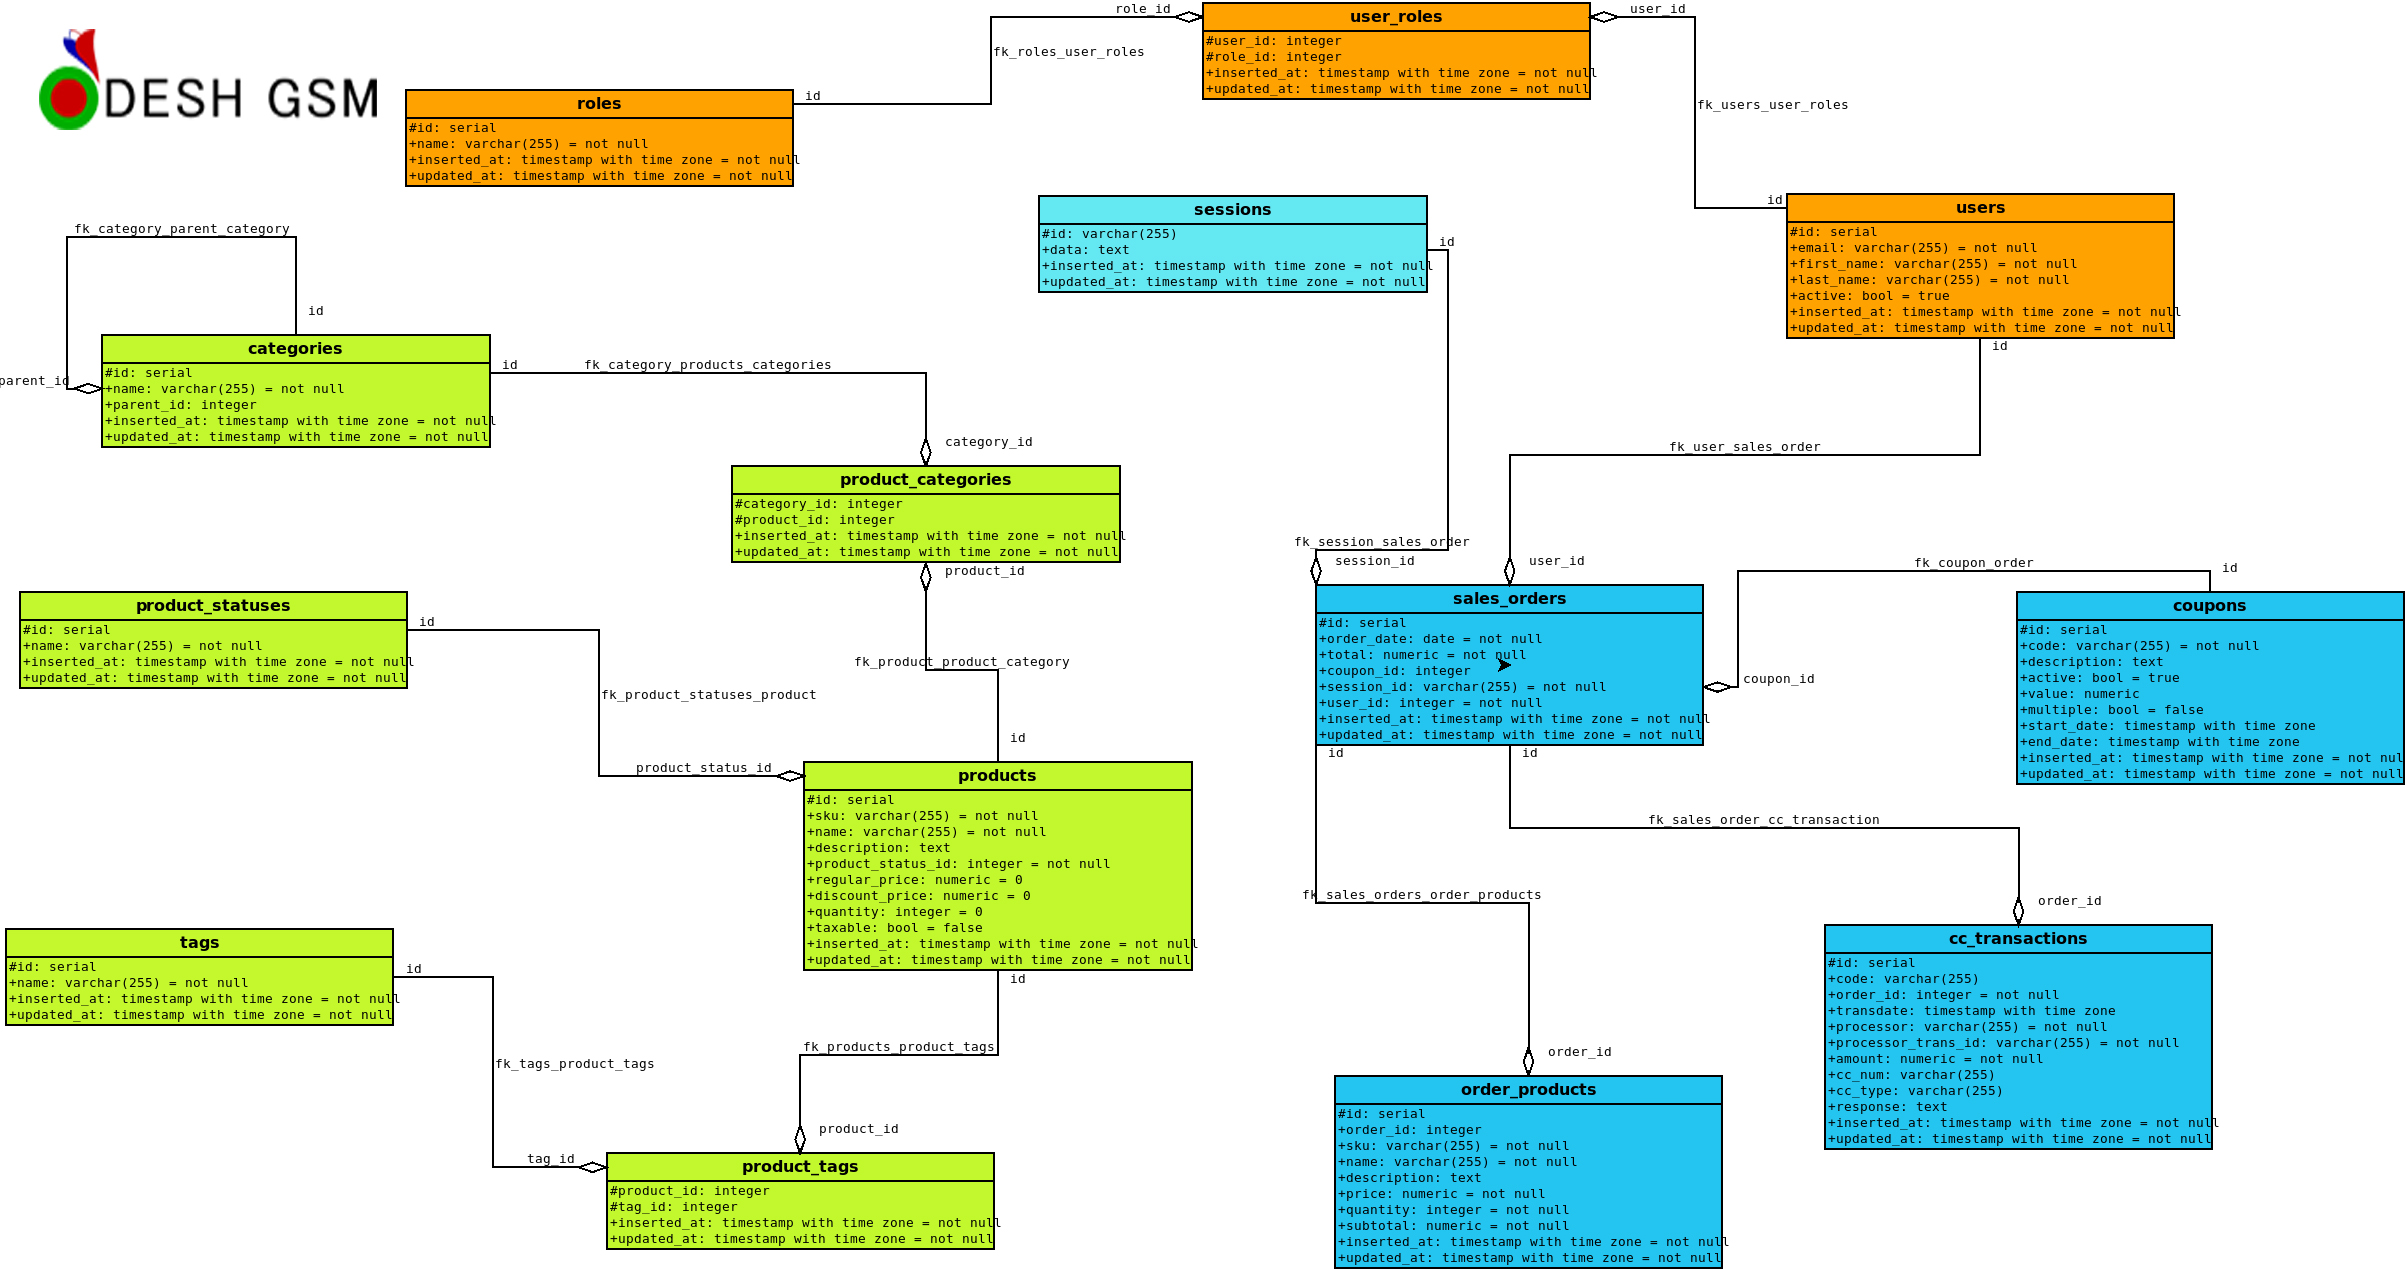 DESH GSM
role_id
fk_roles_user_roles
id
user_roles
#user_id: integer
#role_id: integer
+inserted_at: timestamp with time zone = not null
+updated_at: timestamp with time zone = not null
user_id
fk_users_user_roles
id
roles
#id: serial
+name: varchar(255) = not null
+inserted_at: timestamp with time zone = not null
+updated_at: timestamp with time zone = not null
sessions
#id: varchar(255)
+data: text
+inserted_at: timestamp with time zone = not null
+updated_at: timestamp with time zone = not null
id
users
#id: serial
+email: varchar(255) = not null
+first_name: varchar(255) = not null
+last_name: varchar(255) = not null
+active: bool = true
+inserted_at: timestamp with time zone = not null
+updated_at: timestamp with time zone = not null
id
fk_category_parent_category
id
parent_id
categories
#id: serial
+name: varchar(255) = not null
+parent_id: integer
+inserted_at: timestamp with time zone = not null
+updated_at: timestamp with time zone = not null
id
fk_category_products_categories
category_id
product_categories
#category_id: integer
#product_id: integer
+inserted_at: timestamp with time zone = not null
+updated_at: timestamp with time zone = not null
product_id
fk_product_product_category
id
fk_user_sales_order
fk_session_sales_order
session_id
user_id
sales_orders
#id: serial
+order_date: date = not null
+total: numeric = not null
+coupon_id: integer
+session_id: varchar(255) = not null
+user_id: integer = not null
+inserted_at: timestamp with time zone = not null
+updated_at: timestamp with time zone = not null
id
id
fk_coupon_order
id
coupon_id
coupons
#id: serial
+code: varchar(255) = not null
+description: text
+active: bool = true
+value: numeric
+multiple: bool = false
+start_date: timestamp with time zone
+end_date: timestamp with time zone
+inserted_at: timestamp with time zone = not nul
+updated_at: timestamp with time zone = not null
product_statuses
#id: serial
+name: varchar(255) = not null
+inserted_at: timestamp with time zone = not null
+updated_at: timestamp with time zone = not null
id
fk_product_statuses_product
product_status_id
products
#id: serial
+sku: varchar(255) = not null
+name: varchar(255) = not null
+description: text
+product_status_id: integer = not null
+regular_price: numeric = 0
+discount_price: numeric = 0
+quantity: integer = 0
+taxable: bool = false
+inserted_at: timestamp with time zone = not null
+updated_at: timestamp with time zone = not null
id
fk_products_product_tags
product_id
tags
#id: serial
+name: varchar(255) = not null
+inserted_at: timestamp with time zone = not null
+updated_at: timestamp with time zone = not null
id
fk_tags_product_tags
tag_id
product_tags
#product_id: integer
#tag_id: integer
+inserted_at: timestamp with time zone = not null
+updated_at: timestamp with time zone = not null
fk_sales_order_cc_transaction
order_id
fk_sales_orders_order_products
order_id
order_products
#id: serial
+order_id: integer
+sku: varchar(255) = not null
+name: varchar(255) = not null
+description: text
+price: numeric = not null
+quantity: integer = not null
+subtotal: numeric = not null
+inserted_at: timestamp with time zone = not null
+updated_at: timestamp with time zone = not null
cc_transactions
#id: serial
+code: varchar(255)
+order_id: integer = not null
+transdate: timestamp with time zone
+processor: varchar(255) = not null
+processor_trans_id: varchar(255) = not null
+amount: numeric = not null
+cc_num: varchar(255)
+cc_type: varchar(255)
+response: text
+inserted_at: timestamp with time zone = not null
+updated_at: timestamp with time zone = not null